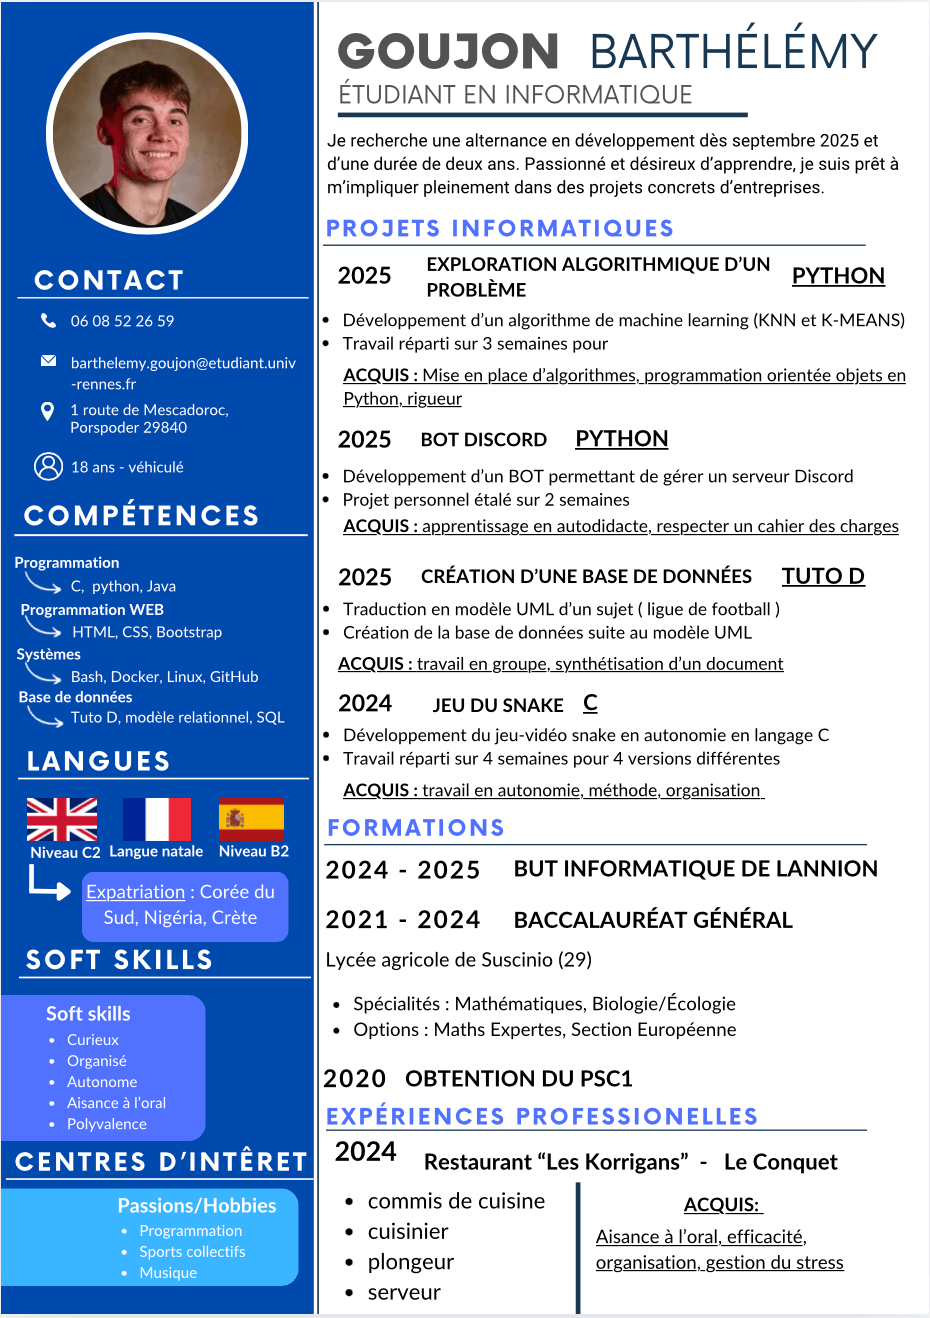 GOUJON BARTHÉLÉMY
ÉTUDIANT EN INFORMATIQUE
Je recherche une alternance en développement dès septembre 2025 et
d'une durée de deux ans. Passionné et désireux d'apprendre, je suis prêt à
m'impliquer pleinement dans des projets concrets d'entreprises.
CONTACT
06 08 52 26 59
barthelemy.goujon@etudiant.univ
-rennes.fr
1 route de Mescadoroc,
Porspoder 29840
18 ans - véhiculé
COMPÉTENCES
Programmation
C, python, Java
Programmation WEB
HTML, CSS, Bootstrap
Systèmes
Bash, Docker, Linux, GitHub
Base de données
Tuto D, modèle relationnel, SQL
LANGUES
Niveau C2 Langue natale Niveau B2
Expatriation : Corée du
Sud, Nigéria, Crète
SOFT SKILLS
Soft skills
• Curieux
• Organisé
• Autonome
• Aisance à l'oral
• Polyvalence
CENTRES D'INTÊRET
Passions/Hobbies
• Programmation
• Sports collectifs
• Musique
PROJETS INFORMATIQUES
2025 EXPLORATION ALGORITHMIQUE D'UN
PROBLÈME PYTHON
• Développement d'un algorithme de machine learning (KNN et K-MEANS)
• Travail réparti sur 3 semaines pour
ACQUIS : Mise en place d'algorithmes, programmation orientée objets en
Python, rigueur
2025 BOT DISCORD PYTHON
• Développement d'un BOT permettant de gérer un serveur Discord
• Projet personnel étalé sur 2 semaines
ACQUIS : apprentissage en autodidacte, respecter un cahier des charges
2025 CRÉATION D'UNE BASE DE DONNÉES TUTO D
• Traduction en modèle UML d'un sujet ( ligue de football )
• Création de la base de données suite au modèle UML
ACQUIS : travail en groupe, synthétisation d'un document
2024 JEU DU SNAKE C
• Développement du jeu-vidéo snake en autonomie en langage C
• Travail réparti sur 4 semaines pour 4 versions différentes
ACQUIS : travail en autonomie, méthode, organisation
FORMATIONS
2024 - 2025 BUT INFORMATIQUE DE LANNION
2021 - 2024 BACCALAURÉAT GÉNÉRAL
Lycée agricole de Suscinio (29)
• Spécialités : Mathématiques, Biologie/Écologie
• Options : Maths Expertes, Section Européenne
2020 OBTENTION DU PSC1
EXPÉRIENCES PROFESSIONELLES
2024 Restaurant “Les Korrigans” - Le Conquet
• commis de cuisine
• cuisinier
• plongeur
• serveur
ACQUIS:
Aisance à l'oral, efficacité,
organisation, gestion du stress